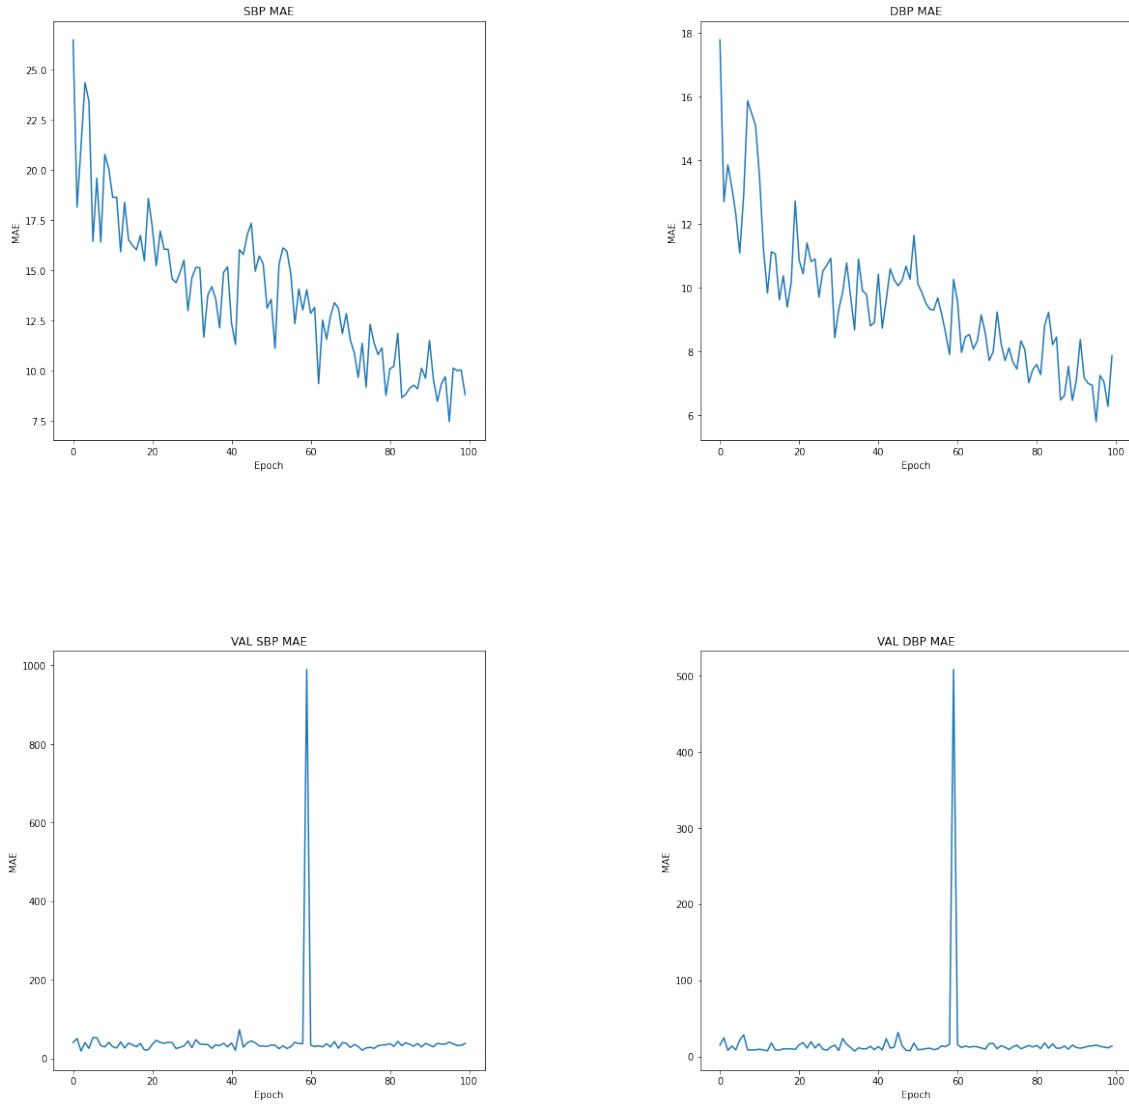 SBP MAE
25.0
22.5
20.0
17.5
15.0
12.5
10.0
7.5
MAE
0 20 40 60 80 100
Epoch
DBP MAE
18
16
14
12
10
8
6
MAE
0 20 40 60 80 100
Epoch
VAL SBP MAE
1000
800
600
400
200
0
MAE
0 20 40 60 80 100
Epoch
VAL DBP MAE
500
400
300
200
100
0
MAE
0 20 40 60 80 100
Epoch